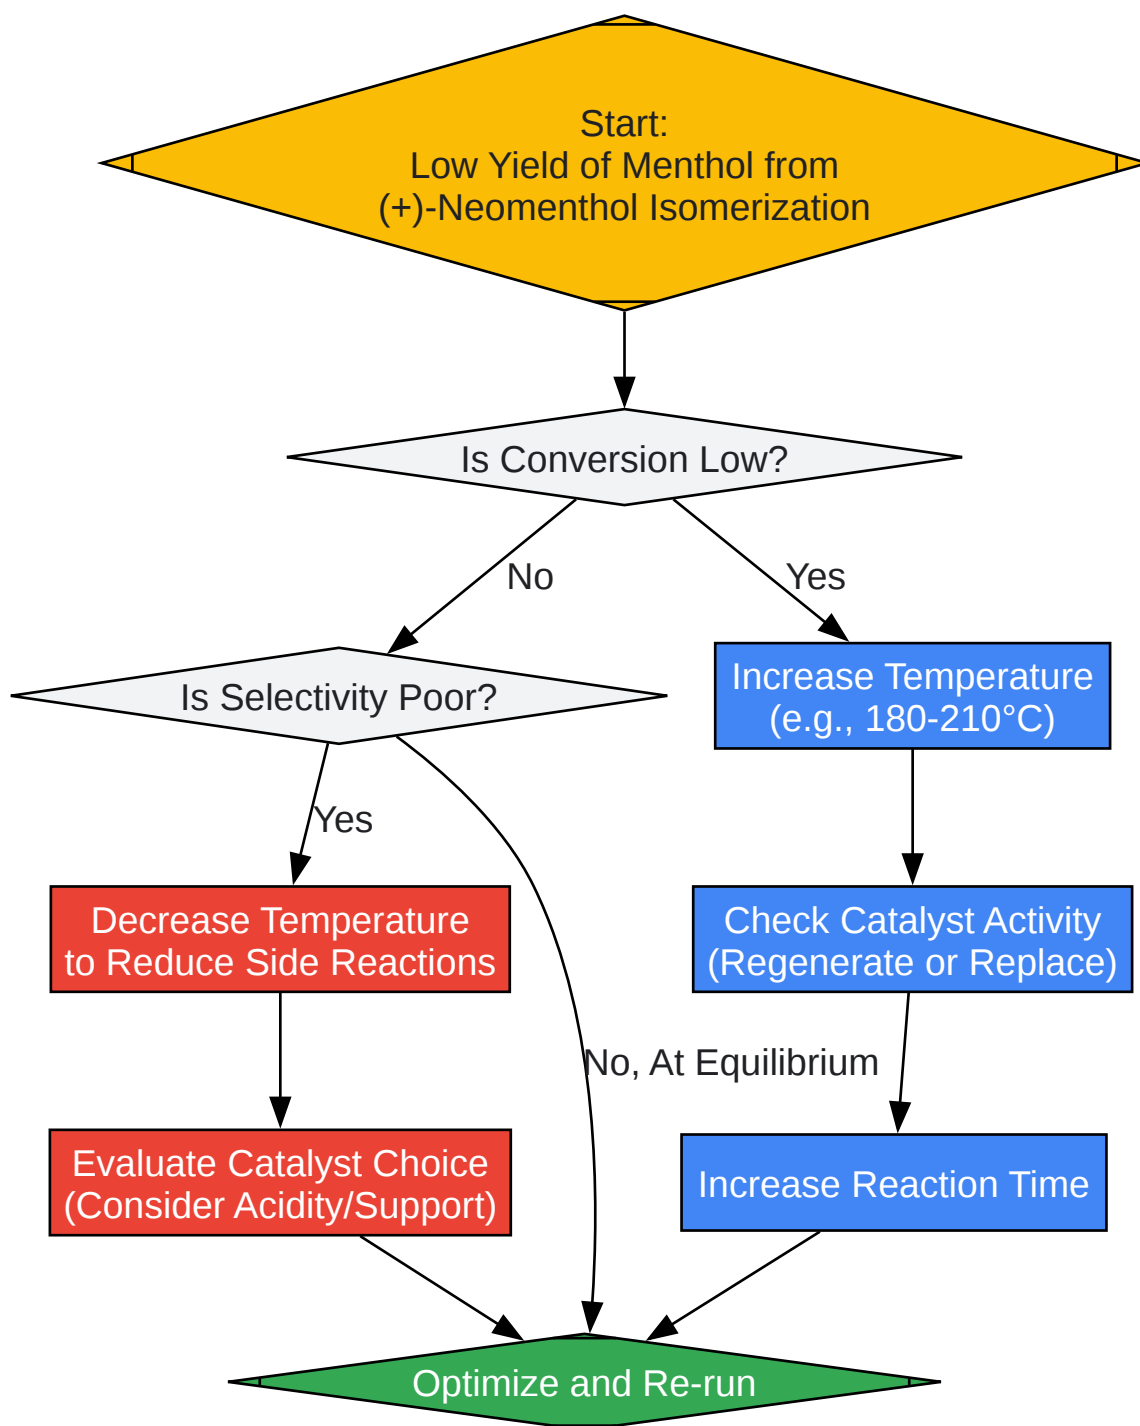 Start:
Low Yield of Menthol from
(+)-Neomenthol Isomerization
Is Conversion Low?
No
Yes
Is Selectivity Poor?
Increase Temperature
(e.g., 180-210°C)
Yes
Decrease Temperature
to Reduce Side Reactions
Check Catalyst Activity
(Regenerate or Replace)
No, At Equilibrium
Evaluate Catalyst Choice
(Consider Acidity/Support)
Increase Reaction Time
Optimize and Re-run